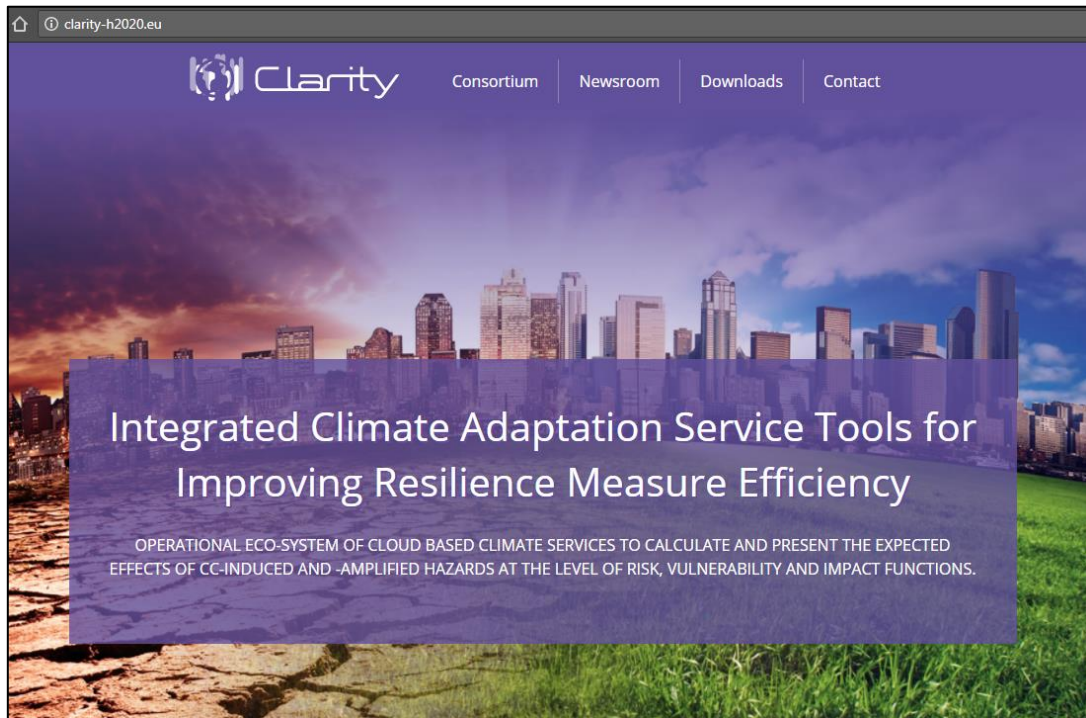 clarity-h2020.eu
Clarity
Consortium
Newsroom
Downloads
Contact
Integrated Climate Adaptation Service Tools for
Improving Resilience Measure Efficiency
OPERATIONAL ECO-SYSTEM OF CLOUD BASED CLIMATE SERVICES TO CALCULATE AND PRESENT THE EXPECTED
EFFECTS OF CC-INDUCED AND -AMPLIFIED HAZARDS AT THE LEVEL OF RISK, VULNERABILITY AND IMPACT FUNCTIONS.